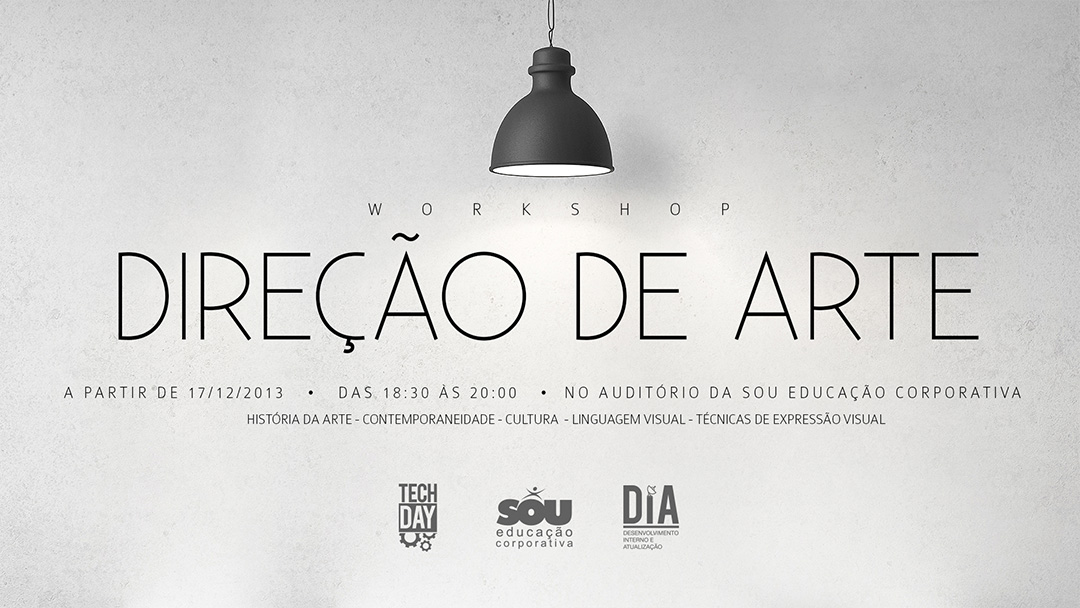 WORKSHOP
DIREÇÃO DE ARTE
A PARTIR DE 17/12/2013 • DAS 18:30 ÀS 20:00 • NO AUDITÓRIO DA SOU EDUCAÇÃO CORPORATIVA
HISTÓRIA DA ARTE - CONTEMPORANEIDADE - CULTURA - LINGUAGEM VISUAL - TÉCNICAS DE EXPRESSÃO VISUAL
TECH
DAY
SOU
educação
corporativa
DiA
DESENVOLVIMENTO
INTERNO E
ATUALIZAÇÃO